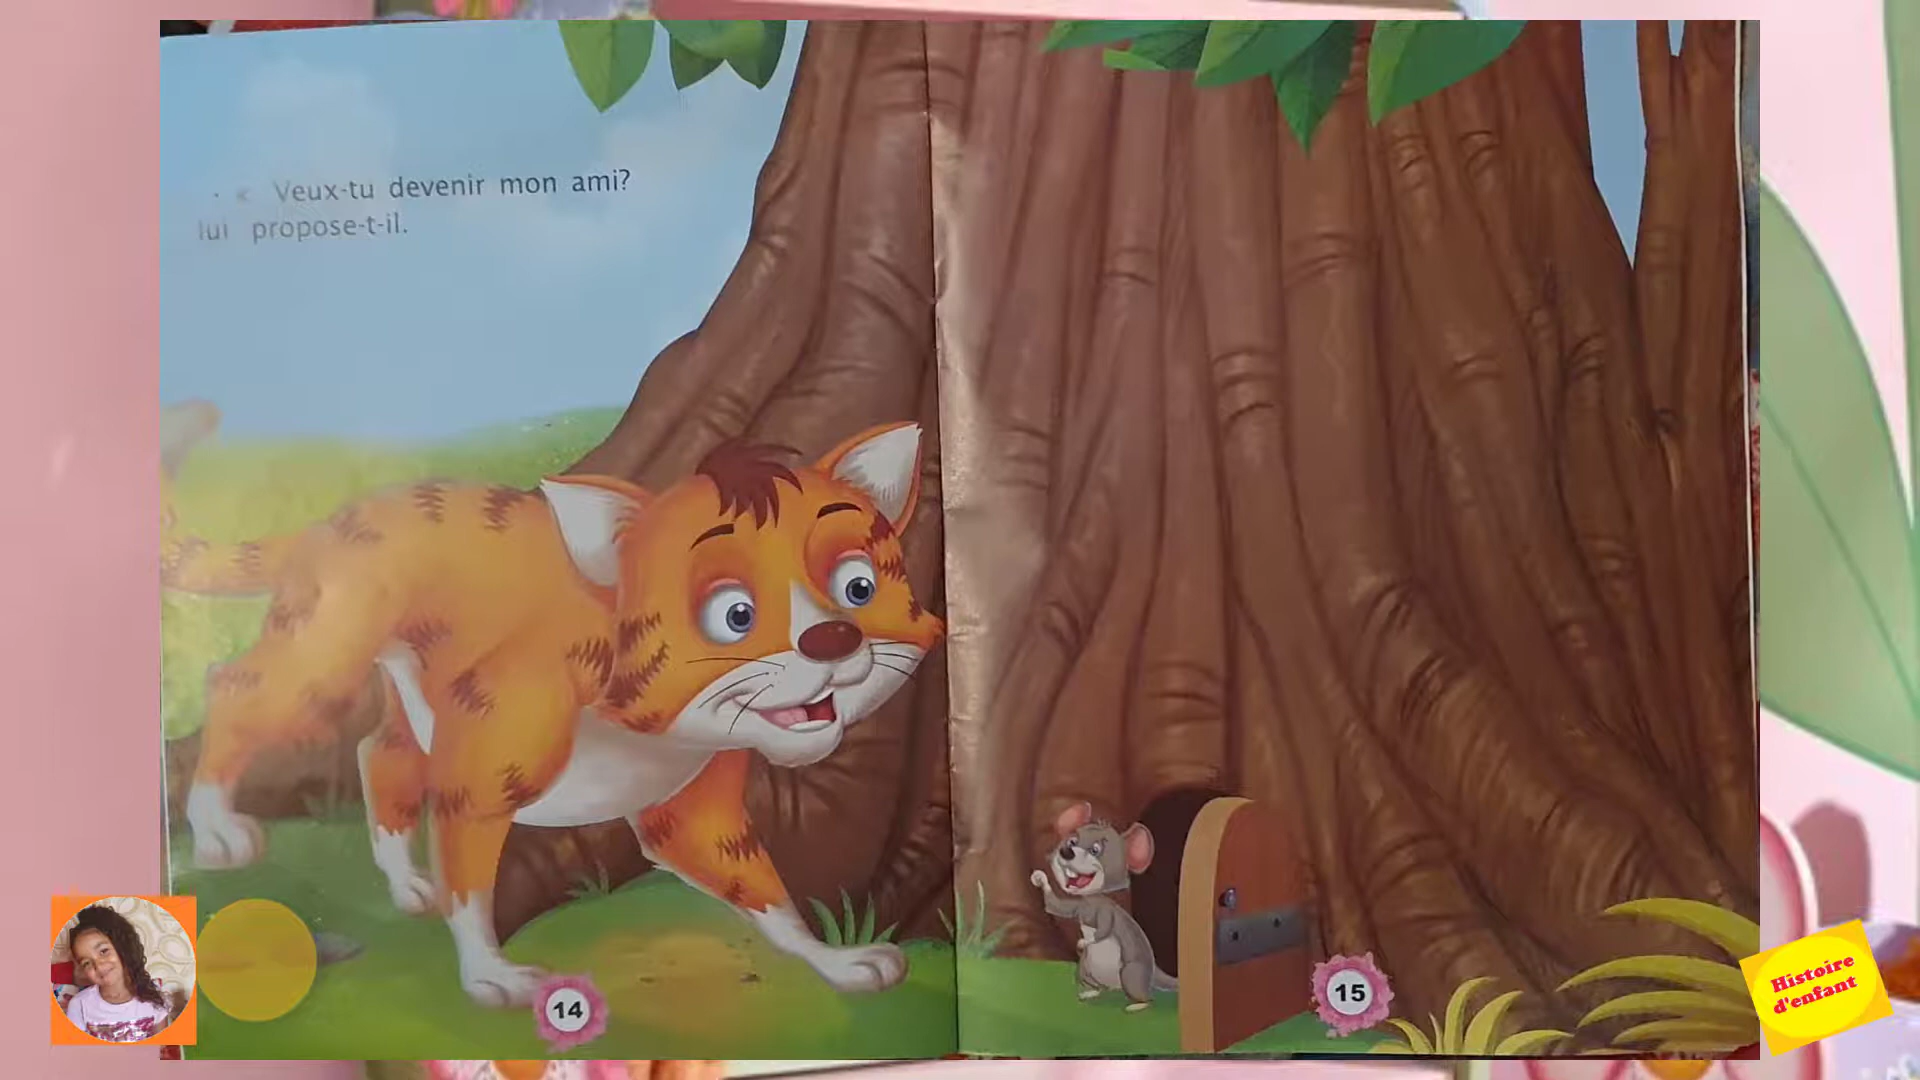 « Veux-tu devenir mon ami?
lui propose-t-il.
14
15
Histoire
d'enfant